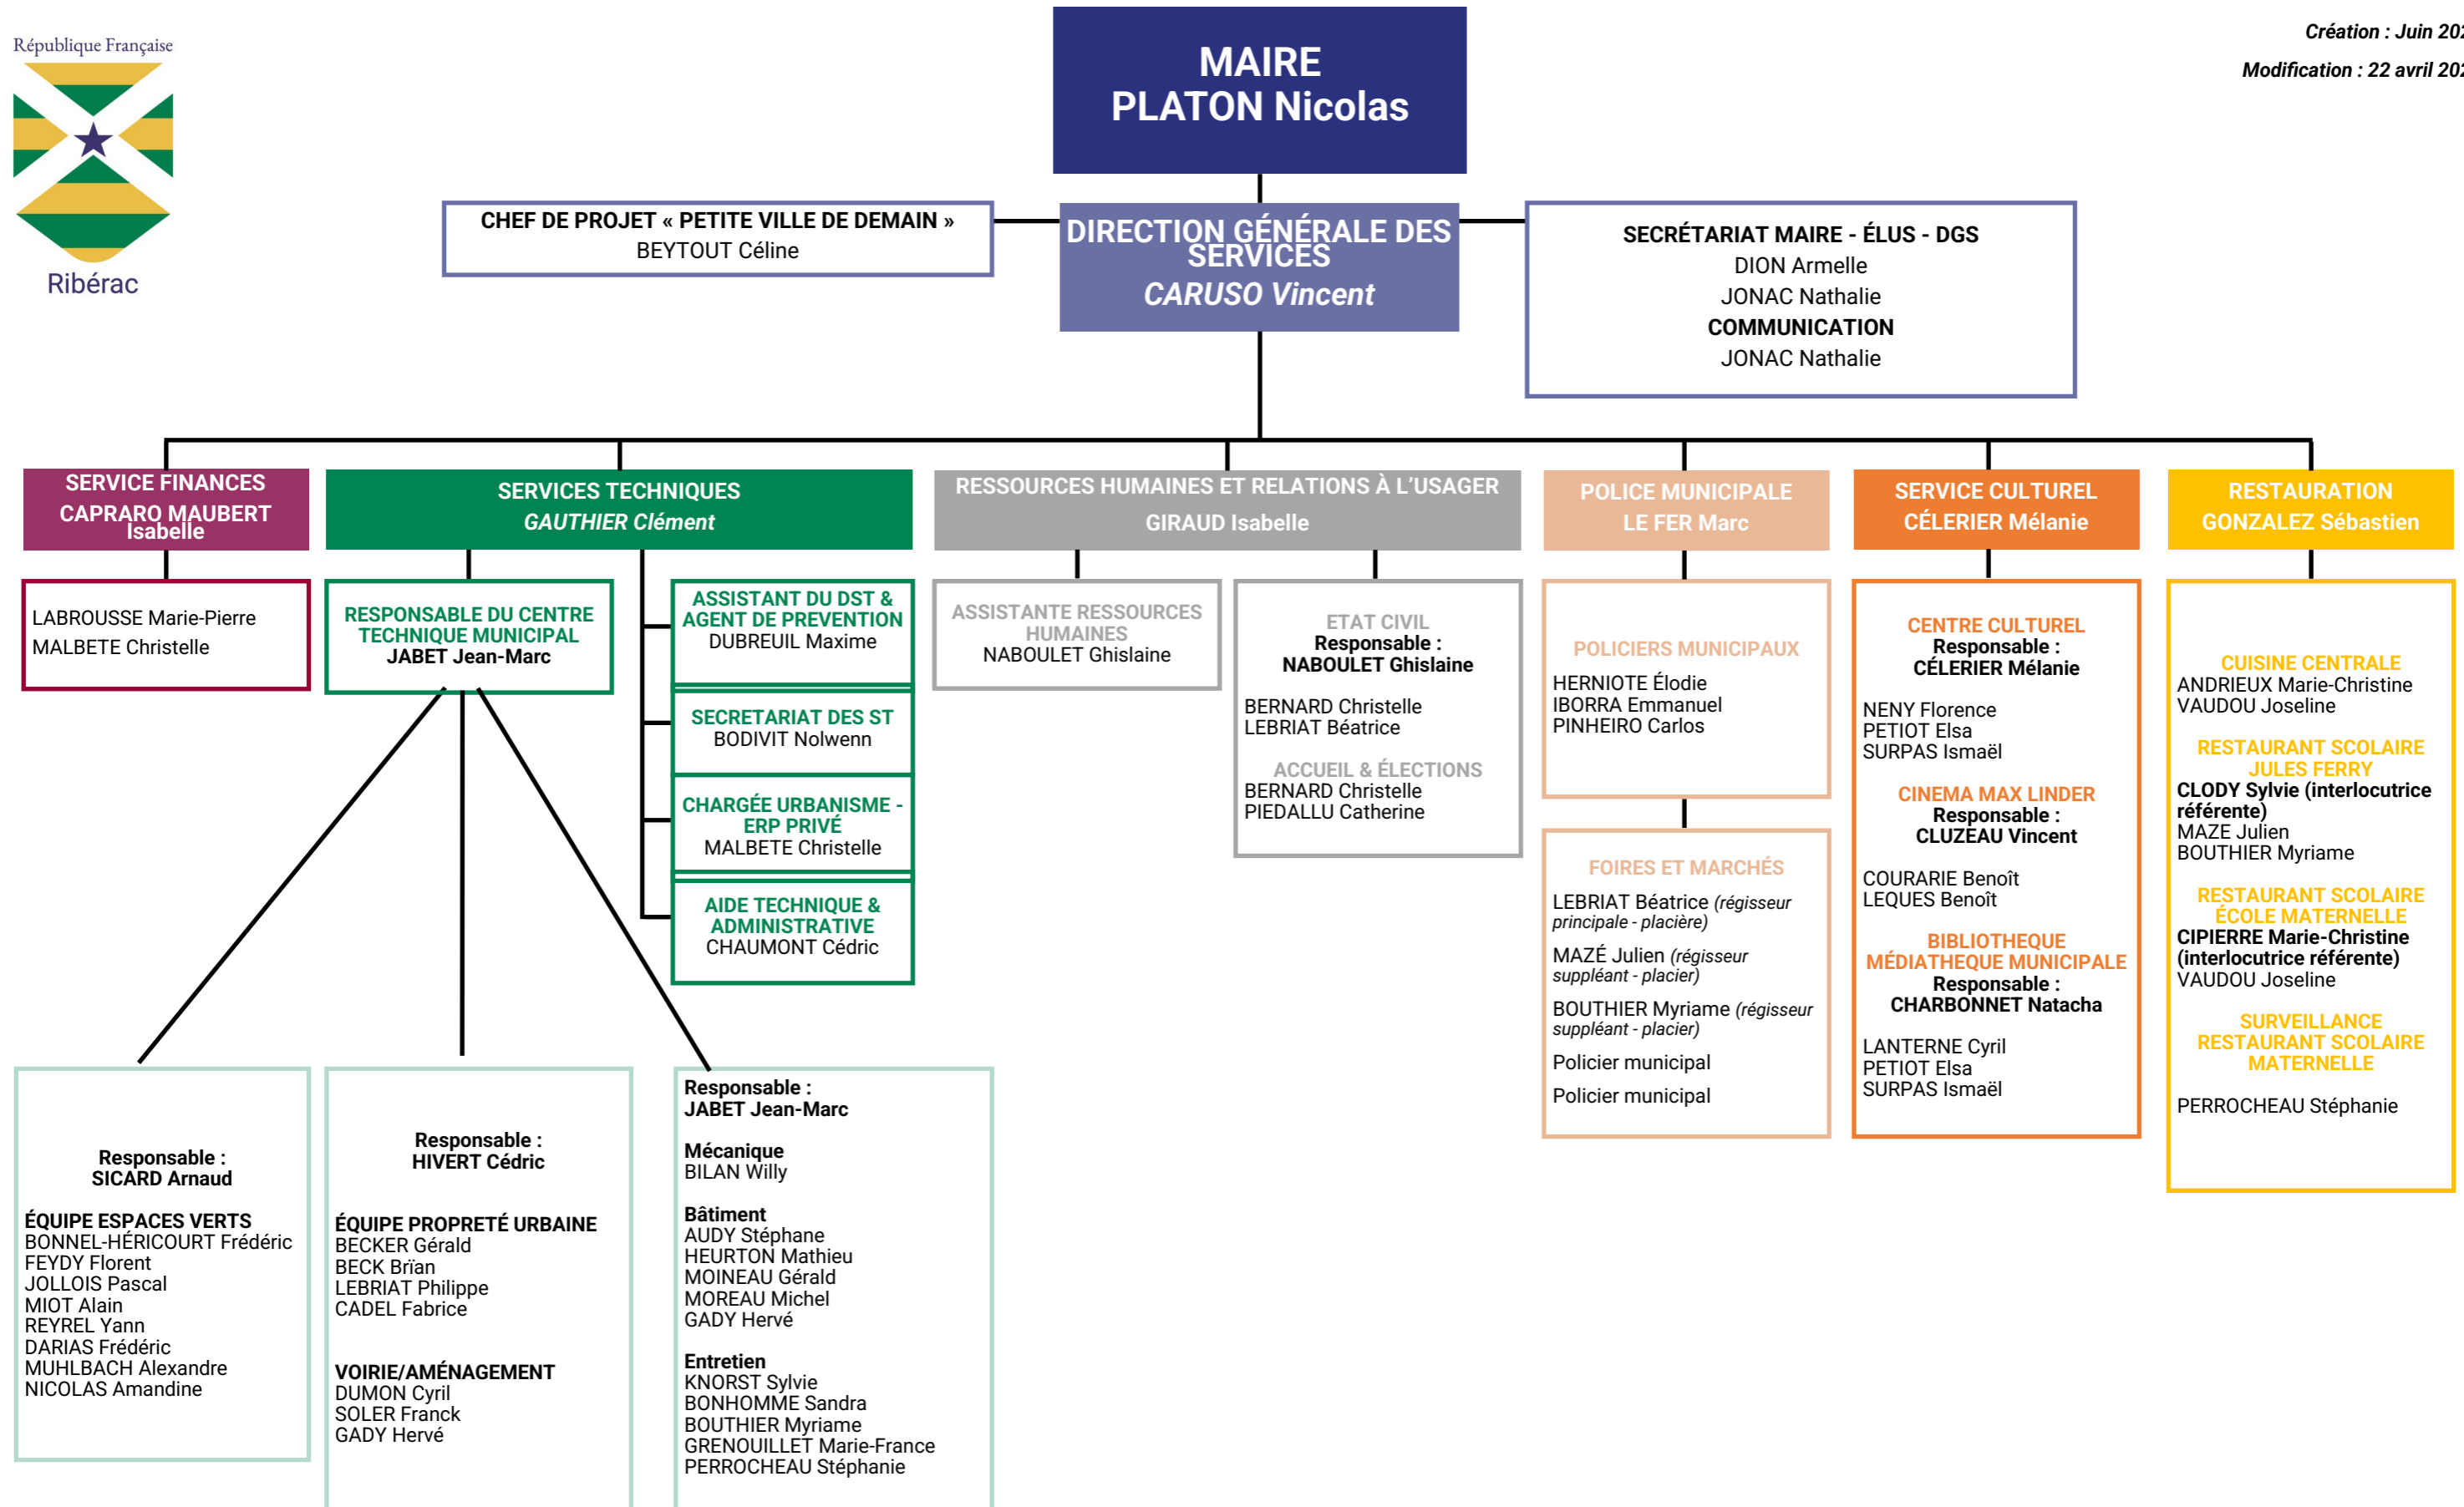 République Française
Ribérac
MAIRE
PLATON Nicolas
Création : Juin 202
Modification : 22 avril 202
CHEF DE PROJET « PETITE VILLE DE DEMAIN »
BEYTOUT Céline
DIRECTION GÉNÉRALE DES
SERVICES
CARUSO Vincent
SECRÉTARIAT MAIRE - ÉLUS - DGS
DION Armelle
JONAC Nathalie
COMMUNICATION
JONAC Nathalie
SERVICE FINANCES
CAPRARO MAUBERT
Isabelle
LABROUSSE Marie-Pierre
MALBETE Christelle
SERVICES TECHNIQUES
GAUTHIER Clément
RESPONSABLE DU CENTRE
TECHNIQUE MUNICIPAL
JABET Jean-Marc
ASSISTANT DU DST &
AGENT DE PREVENTION
DUBREUIL Maxime
SECRETARIAT DES ST
BODIVIT Nolwenn
CHARGÉE URBANISME -
ERP PRIVÉ
MALBETE Christelle
AIDE TECHNIQUE &
ADMINISTRATIVE
CHAUMONT Cédric
Responsable :
SICARD Arnaud
ÉQUIPE ESPACES VERTS
BONNEL-HÉRICOURT Frédéric
FEYDY Florent
JOLLOIS Pascal
MIOT Alain
REYREL Yann
DARIAS Frédéric
MUHLBACH Alexandre
NICOLAS Amandine
Responsable :
HIVERT Cédric
ÉQUIPE PROPRETÉ URBAINE
BECKER Gérald
BECK Brïan
LEBRIAT Philippe
CADEL Fabrice
VOIRIE/AMÉNAGEMENT
DUMON Cyril
SOLER Franck
GADY Hervé
Responsable :
JABET Jean-Marc
Mécanique
BILAN Willy
Bâtiment
AUDY Stéphane
HEURTON Mathieu
MOINEAU Gérald
MOREAU Michel
GADY Hervé
Entretien
KNORST Sylvie
BONHOMME Sandra
BOUTHIER Myriame
GRENOUILLET Marie-France
PERROCHEAU Stéphanie
RESSOURCES HUMAINES ET RELATIONS À L'USAGER
GIRAUD Isabelle
ASSISTANTE RESSOURCES
HUMAINES
NABOULET Ghislaine
ETAT CIVIL
Responsable :
NABOULET Ghislaine
BERNARD Christelle
LEBRIAT Béatrice
ACCUEIL & ÉLECTIONS
BERNARD Christelle
PIEDALLU Catherine
POLICE MUNICIPALE
LE FER Marc
POLICIERS MUNICIPAUX
HERNIOTE Élodie
IBORRA Emmanuel
PINHEIRO Carlos
FOIRES ET MARCHÉS
LEBRIAT Béatrice (régisseur
principale - placière)
MAZÉ Julien (régisseur
suppléant - placier)
BOUTHIER Myriame (régisseur
suppléant - placier)
Policier municipal
Policier municipal
SERVICE CULTUREL
CÉLERIER Mélanie
CENTRE CULTUREL
Responsable :
CÉLERIER Mélanie
NENY Florence
PETIOT Elsa
SURPAS Ismaël
CINEMA MAX LINDER
Responsable :
CLUZEAU Vincent
COURARIE Benoît
LEQUES Benoît
BIBLIOTHEQUE
MÉDIATHEQUE MUNICIPALE
Responsable :
CHARBONNET Natacha
LANTERNE Cyril
PETIOT Elsa
SURPAS Ismaël
RESTAURATION
GONZALEZ Sébastien
CUISINE CENTRALE
ANDRIEUX Marie-Christine
VAUDOU Joseline
RESTAURANT SCOLAIRE
JULES FERRY
CLODY Sylvie (interlocutrice
référente)
MAZE Julien
BOUTHIER Myriame
RESTAURANT SCOLAIRE
ÉCOLE MATERNELLE
CIPIERRE Marie-Christine
(interlocutrice référente)
VAUDOU Joseline
SURVEILLANCE
RESTAURANT SCOLAIRE
MATERNELLE
PERROCHEAU Stéphanie